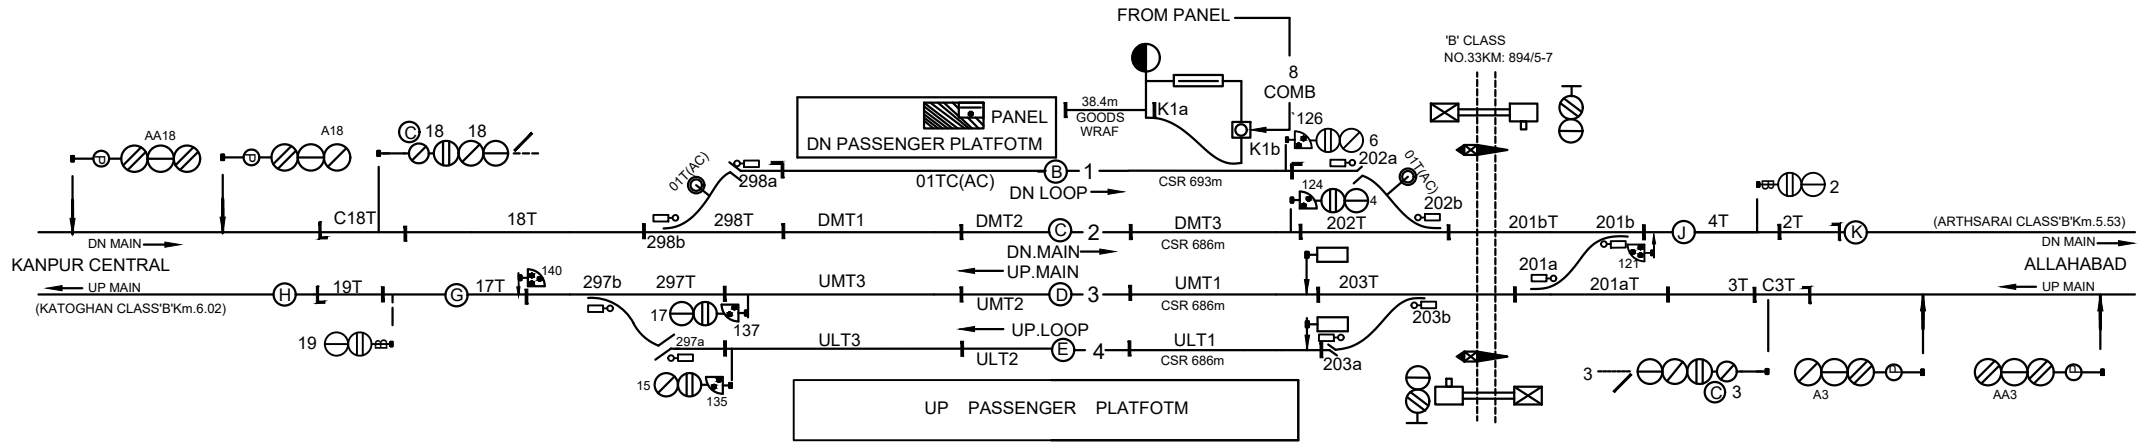 FROM PANEL
'B' CLASS
NO.33KM: 894/5-7
8
COMB
38.4m
GOODS
WRAF
K1a
K1b
PANEL
DN PASSENGER PLATFOTM
AA18
P
A18
P
C 18 18
126
6
202a
01T(AC)
01T(AC)
298a
01TC(AC)
B 1
DN LOOP
CSR 693m
124
4
B 2
C18T
18T
298b
298T
DMT1
DMT2
C 2
DMT3
CSR 686m
202T
202b
201bT
201b
J
4T
2T
K
(ARTHSARAI CLASS'B'Km.5.53)
DN MAIN
DN MAIN
DN.MAIN
UP.MAIN
KANPUR CENTRAL
ALLAHABAD
UP MAIN
UP MAIN
(KATOGHAN CLASS'B'Km.6.02)
H
19T
G
17T
140
297b
297T
UMT3
UMT2
D 3
UMT1
CSR 686m
203T
201a
121
201aT
3T
C3T
17
137
203b
19
B
297a
ULT3
UP.LOOP
ULT2
E 4
ULT1
CSR 686m
203a
15
135
3
C 3
P
A3
P
AA3
UP PASSENGER PLATFOTM